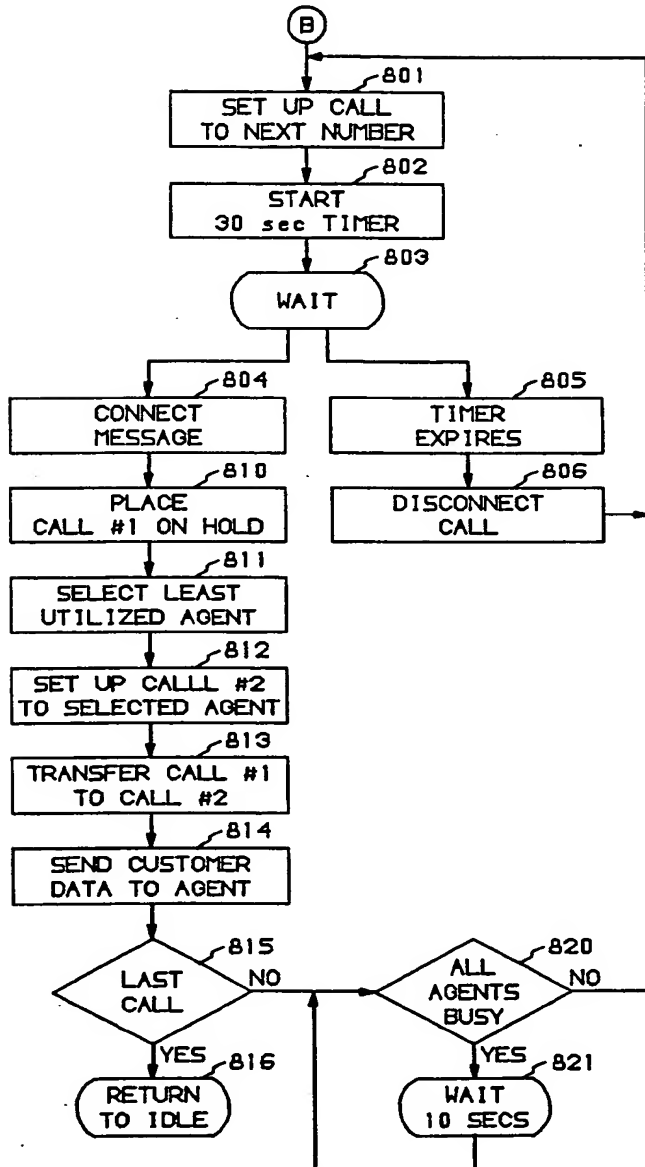 B
801
SET UP CALL
TO NEXT NUMBER
802
START
30 sec TIMER
803
WAIT
804
CONNECT
MESSAGE
805
TIMER
EXPIRES
810
PLACE
CALL #1 ON HOLD
806
DISCONNECT
CALL
811
SELECT LEAST
UTILIZED AGENT
812
SET UP CALLL #2
TO SELECTED AGENT
813
TRANSFER CALL #1
TO CALL #2
814
SEND CUSTOMER
DATA TO AGENT
815
LAST
CALL
NO
YES
820
ALL
AGENTS
BUSY
NO
YES
816
RETURN
TO IDLE
821
WAIT
10 SECS